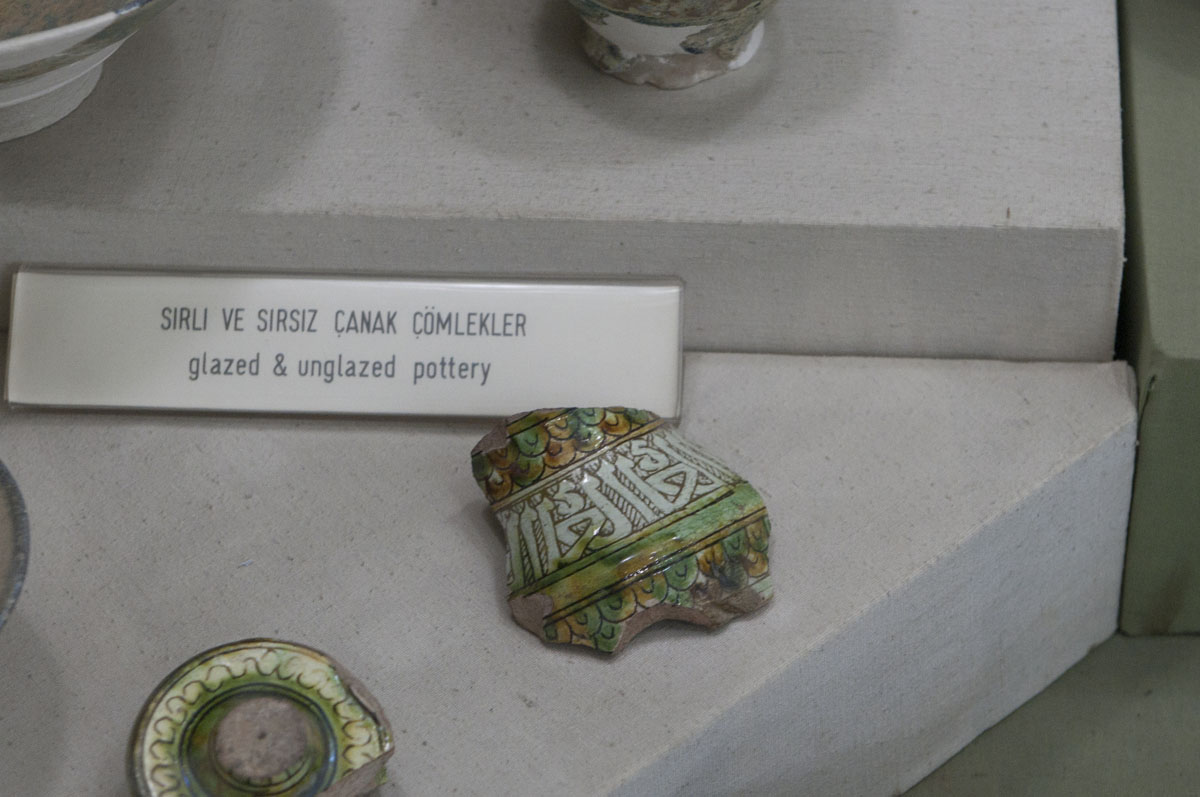 SIRLI VE SIRSIZ ÇANAK ÇÖMLEKLER
glazed & unglazed pottery